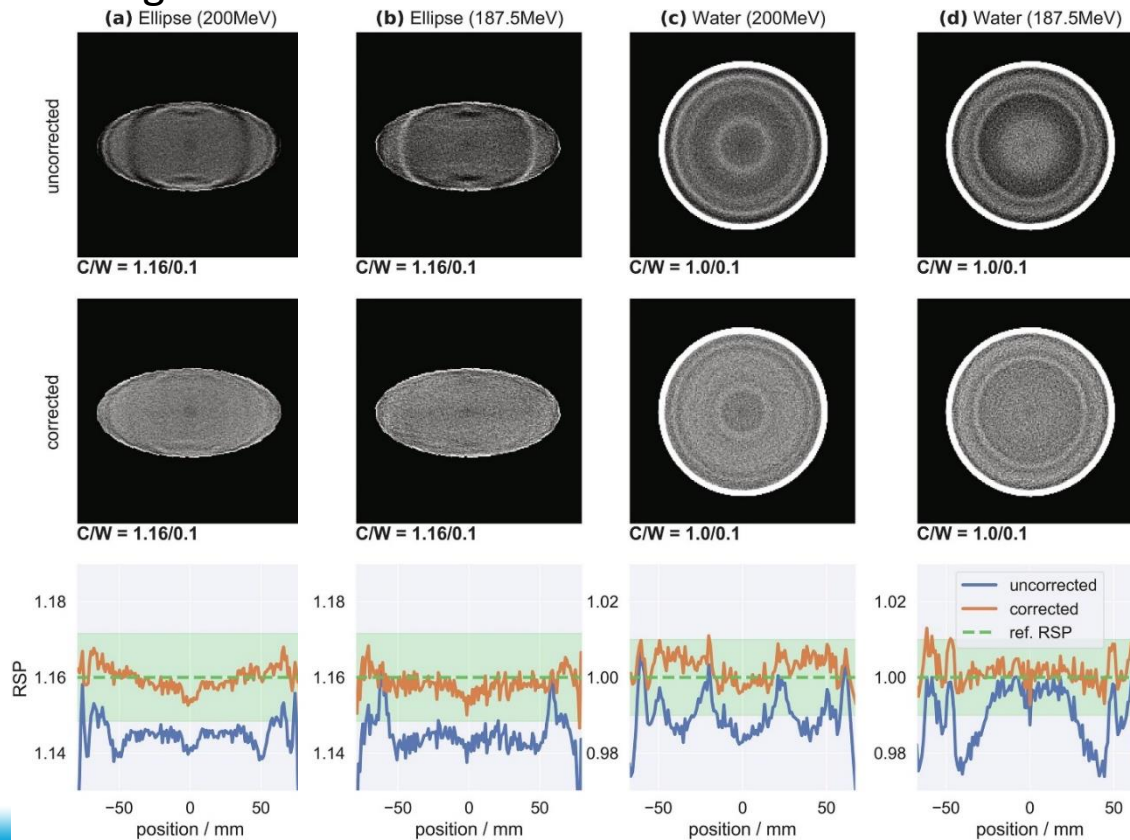 (a) Ellipse (200MeV)
(b) Ellipse (187.5MeV)
(c) Water (200MeV)
(d) Water (187.5MeV)
uncorrected
C/W = 1.16/0.1
C/W = 1.16/0.1
C/W = 1.0/0.1
C/W = 1.0/0.1
corrected
C/W = 1.16/0.1
C/W = 1.16/0.1
C/W = 1.0/0.1
C/W = 1.0/0.1
RSP
1.18
1.16
1.14
1.18
1.16
1.14
1.02
1.00
0.98
1.02
1.00
0.98
uncorrected
corrected
ref. RSP
−50 0 50
−50 0 50
−50 0 50
−50 0 50
position / mm
position / mm
position / mm
position / mm